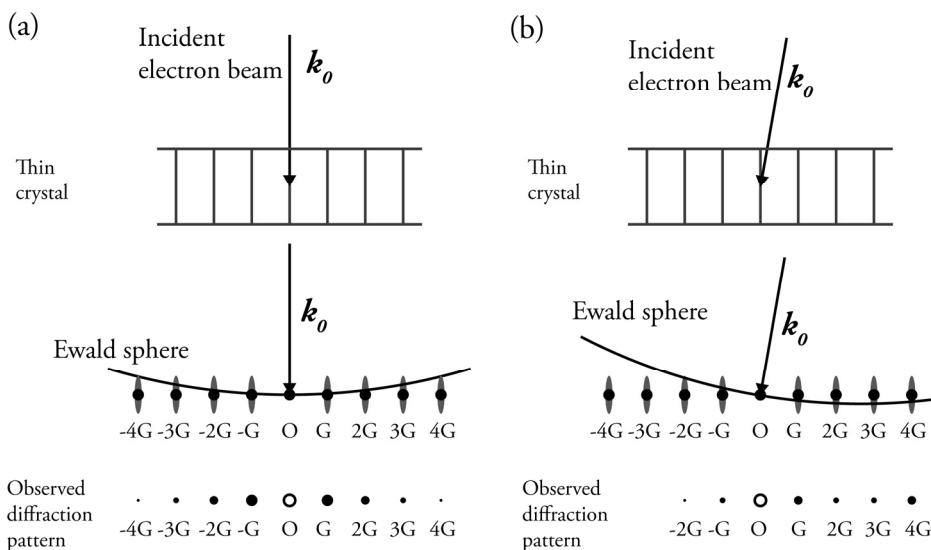 (a)
Incident
electron beam
k0
Thin
crystal
k0
Ewald sphere
-4G -3G -2G -G O G 2G 3G 4G
Observed
diffraction
pattern
-4G -3G -2G -G O G 2G 3G 4G
(b)
Incident
electron beam
k0
Thin
crystal
Ewald sphere
k0
-4G -3G -2G -G O G 2G 3G 4G
Observed
diffraction
pattern
-2G -G O G 2G 3G 4G